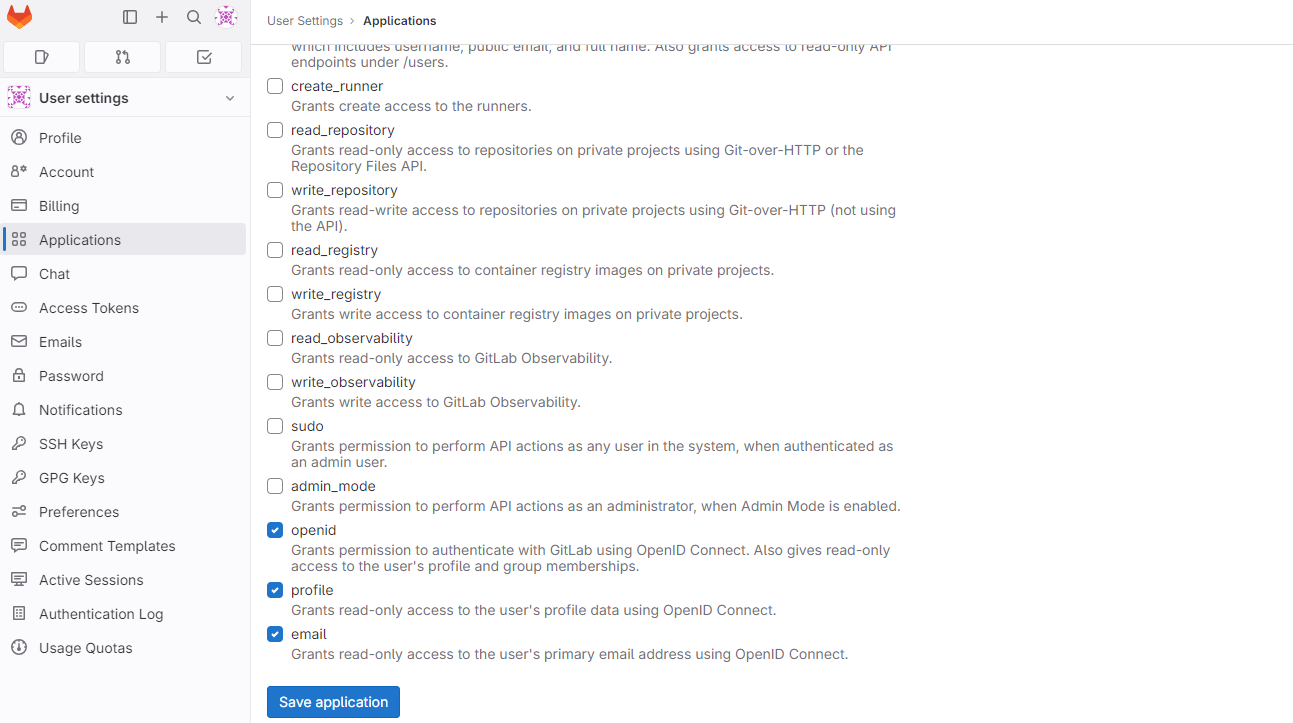 User Settings › Applications
User settings
Profile
Account
Billing
Applications
Chat
Access Tokens
Emails
Password
Notifications
SSH Keys
GPG Keys
Preferences
Comment Templates
Active Sessions
Authentication Log
Usage Quotas
which includes username, public email, and full name. Also grants access to read-only API
endpoints under /users.
create_runner
Grants create access to the runners.
read_repository
Grants read-only access to repositories on private projects using Git-over-HTTP or the
Repository Files API.
write_repository
Grants read-write access to repositories on private projects using Git-over-HTTP (not using
the API).
read_registry
Grants read-only access to container registry images on private projects.
write_registry
Grants write access to container registry images on private projects.
read_observability
Grants read-only access to GitLab Observability.
write_observability
Grants write access to GitLab Observability.
sudo
Grants permission to perform API actions as any user in the system, when authenticated as
an admin user.
admin_mode
Grants permission to perform API actions as an administrator, when Admin Mode is enabled.
openid
Grants permission to authenticate with GitLab using OpenID Connect. Also gives read-only
access to the user's profile and group memberships.
profile
Grants read-only access to the user's profile data using OpenID Connect.
email
Grants read-only access to the user's primary email address using OpenID Connect.
Save application